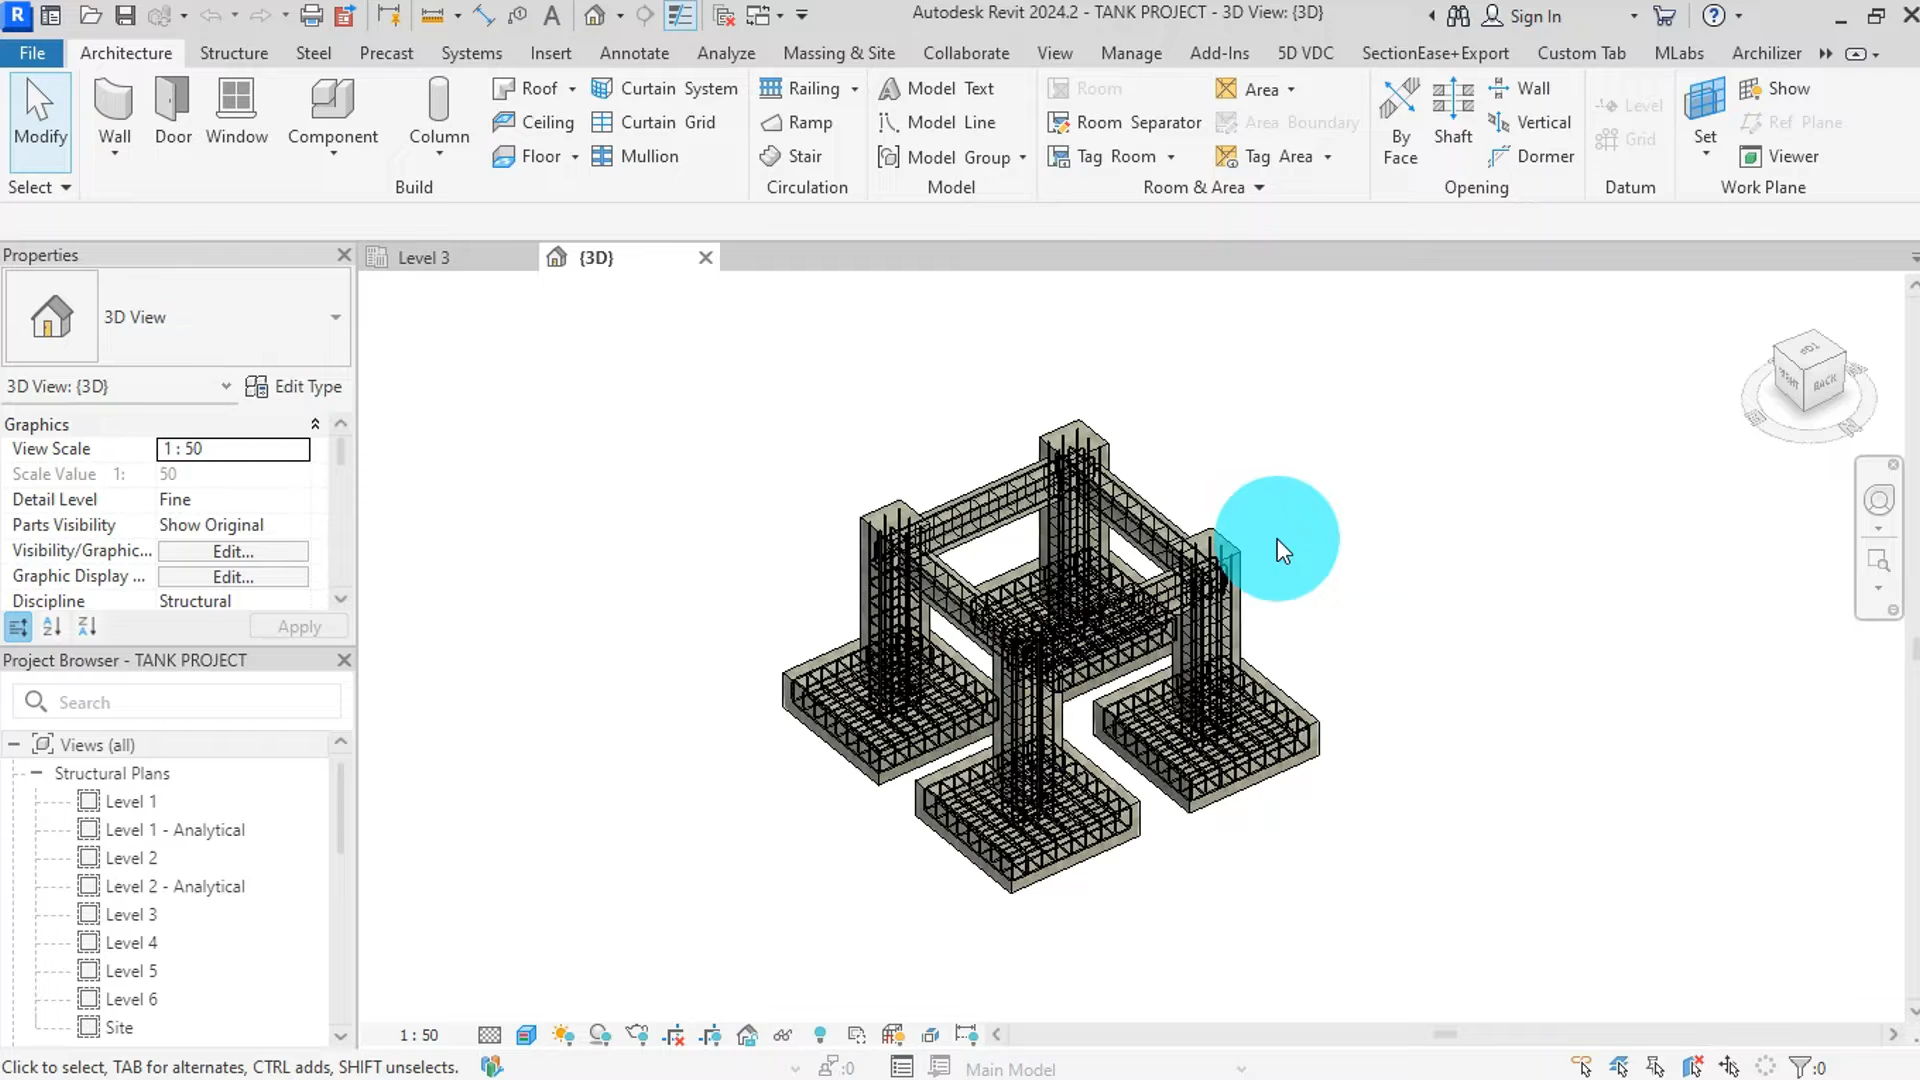 R Autodesk Revit 2024.2 - TANK PROJECT - 3D View: {3D} Sign In
File Architecture Structure Steel Precast Systems Insert Annotate Analyze Massing & Site Collaborate View Manage Add-Ins 5D VDC SectionEase+Export Custom Tab MLabs Archilizer
Modify Wall Door Window Component Column
Roof Curtain System
Ceiling Curtain Grid
Floor Mullion
Railing
Ramp
Stair
Model Text
Model Line
Model Group
Room Area
Room Separator Area Boundary
Tag Room Tag Area
By Face Shaft
Wall
Vertical
Dormer
Level
Grid
Set
Show
Ref Plane
Viewer
Select Build Circulation Model Room & Area Opening Datum Work Plane
Properties
Level 3 {3D}
3D View
3D View: {3D} Edit Type
Graphics
View Scale 1 : 50
Scale Value 1: 50
Detail Level Fine
Parts Visibility Show Original
Visibility/Graphic... Edit...
Graphic Display ... Edit...
Discipline Structural
Apply
Project Browser - TANK PROJECT
Search
Views (all)
Structural Plans
Level 1
Level 1 - Analytical
Level 2
Level 2 - Analytical
Level 3
Level 4
Level 5
Level 6
Site
TOP
RIGHT BACK
1 : 50
Click to select, TAB for alternates, CTRL adds, SHIFT unselects. :0 Main Model :0